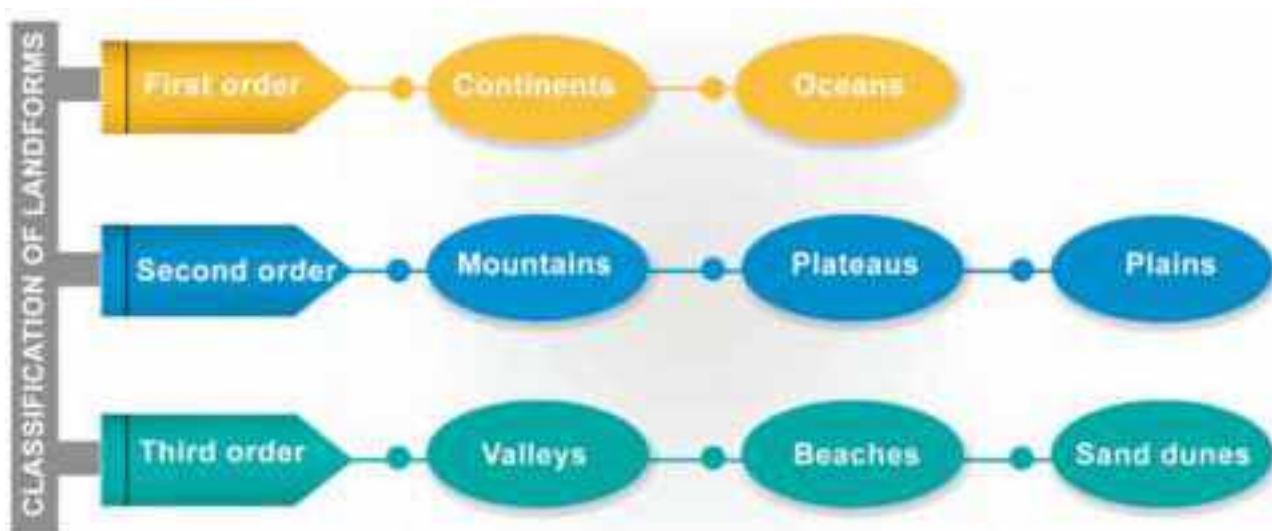 CLASSIFICATION OF LANDFORMS
First order
Continents
Oceans
Second order
Mountains
Plateaus
Plains
Third order
Valleys
Beaches
Sand dunes